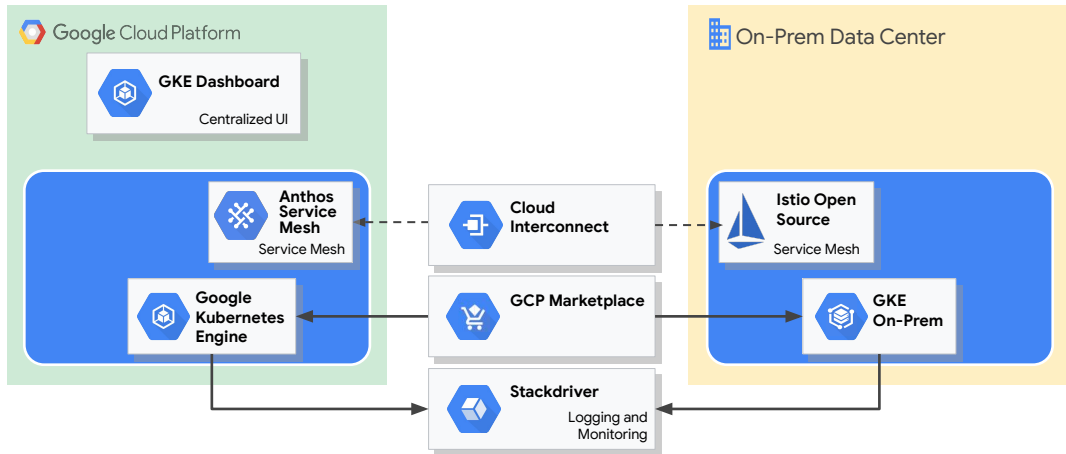 Google Cloud Platform
GKE Dashboard
Centralized UI
Anthos
Service
Mesh
Service Mesh
Google
Kubernetes
Engine
Cloud
Interconnect
GCP Marketplace
Stackdriver
Logging and
Monitoring
On-Prem Data Center
Istio Open
Source
Service Mesh
GKE
On-Prem